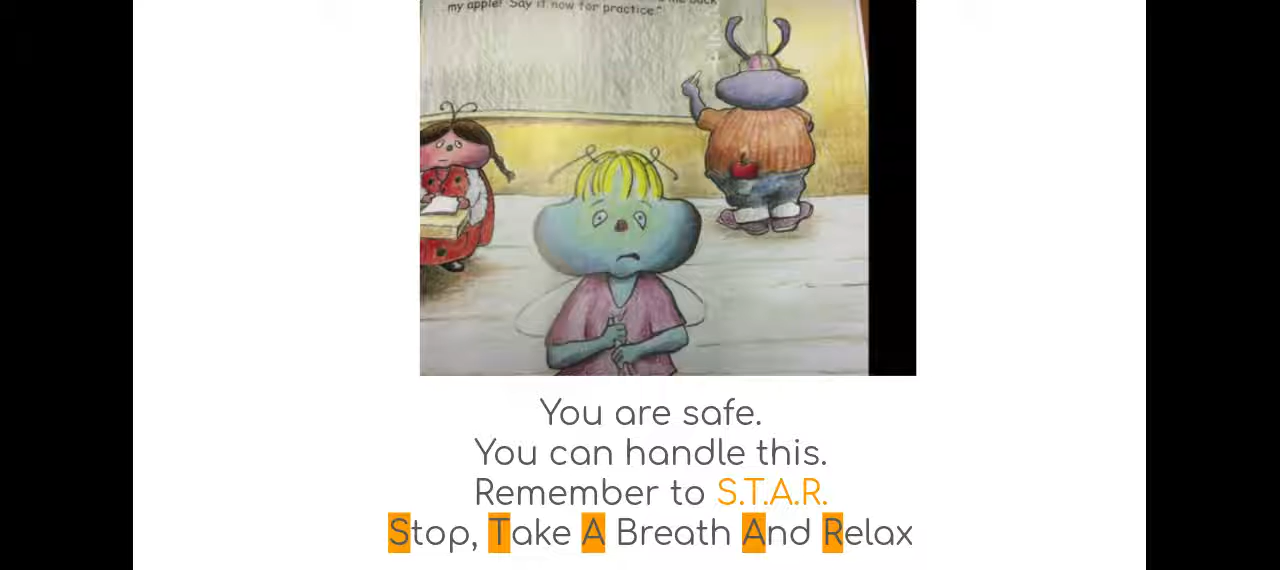 my apple! Say it now for practice."
You are safe.
You can handle this.
Remember to S.T.A.R.
Stop, Take A Breath And Relax